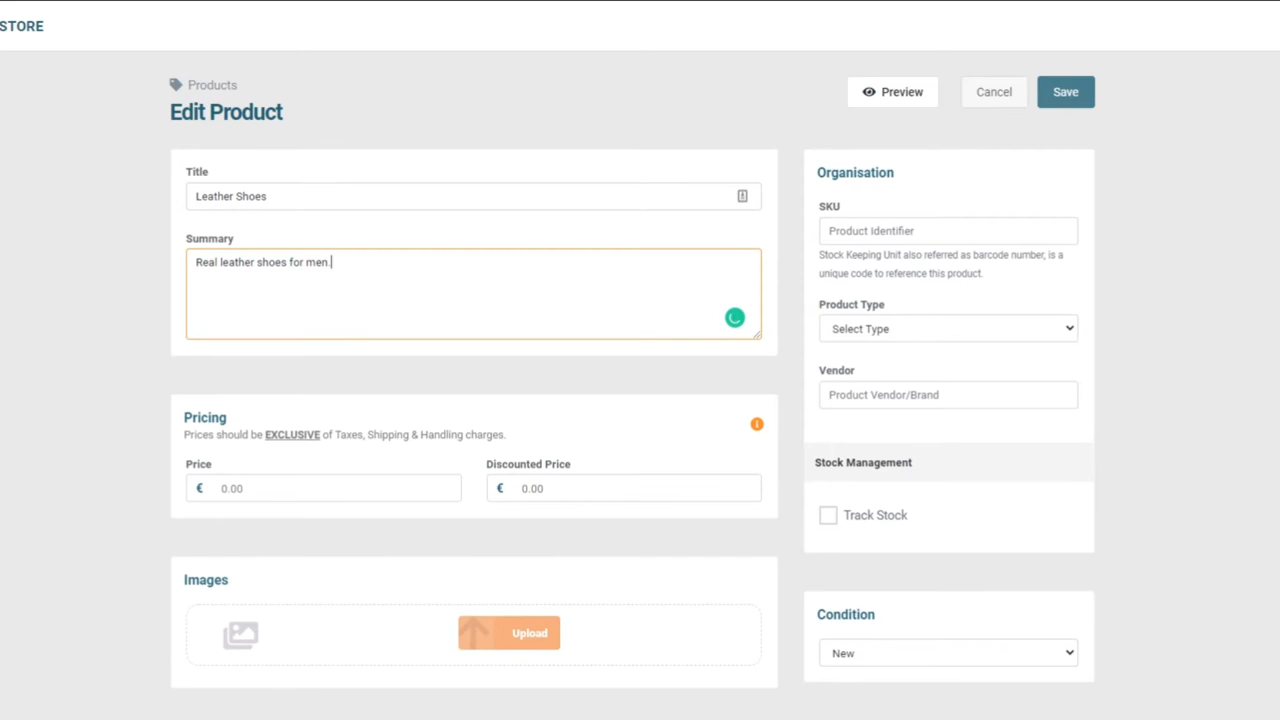 STORE
Products
Edit Product
Preview
Cancel
Save
Title
Leather Shoes
Summary
Real leather shoes for men.
Pricing
Prices should be EXCLUSIVE of Taxes, Shipping & Handling charges.
Price
Discounted Price
€ 0.00
€ 0.00
Images
Upload
Organisation
SKU
Product Identifier
Stock Keeping Unit also referred as barcode number, is a
unique code to reference this product.
Product Type
Select Type
Vendor
Product Vendor/Brand
Stock Management
Track Stock
Condition
New